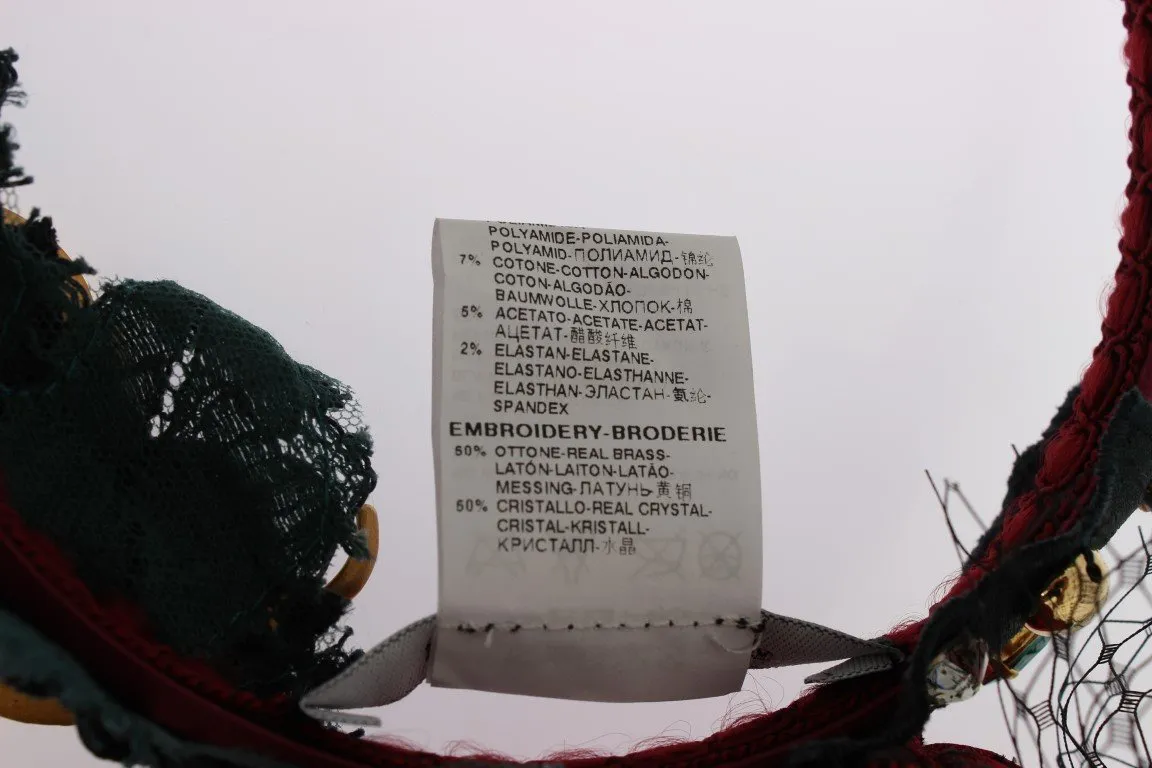 POLYAMIDE-POLIAMIDA-
POLYAMID-ПОЛИАМИД-锦纶
7% COTONE-COTTON-ALGODÓN-
COTON-ALGODÃO-
BAUMWOLLE-ХЛОПОК-棉
5% ACETATO-ACETATE-ACETAT-
АЦЕТАТ-醋酸纤维
2% ELASTAN-ELASTANE-
ELASTANO-ELASTHANNE-
ELASTHAN-ЭЛАСТАН-氨纶-
SPANDEX
EMBROIDERY-BRODERIE
50% OTTONE-REAL BRASS-
LATÓN-LAITON-LATÃO-
MESSING-ЛАТУНЬ-黄铜
50% CRISTALLO-REAL CRYSTAL-
CRISTAL-KRISTALL-
КРИСТАЛЛ-水晶